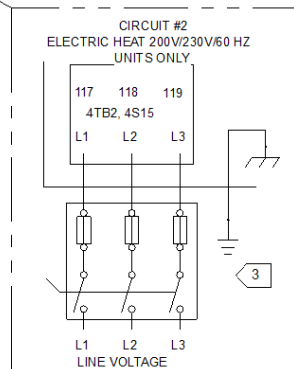 CIRCUIT #2
ELECTRIC HEAT 200V/230V/60 HZ
UNITS ONLY
117 118 119
4TB2, 4S15
L1 L2 L3
3
L1 L2 L3
LINE VOLTAGE